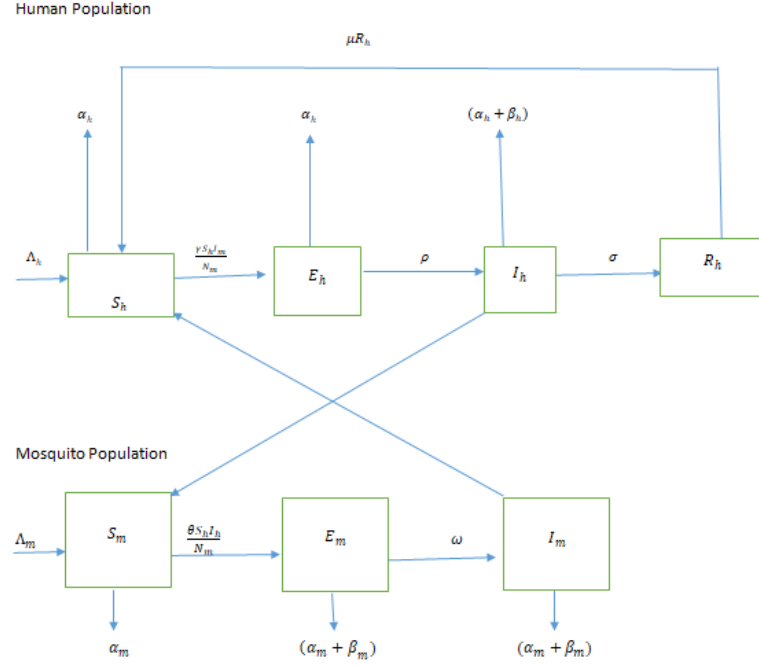 Human Population
μR_h
α_h
α_h
(α_h + β_h)
Λ_h
γS_hI_m
N_m
ρ
σ
S_h
E_h
I_h
R_h
Mosquito Population
Λ_m
S_m
θS_hI_h
N_m
E_m
ω
I_m
α_m
(α_m + β_m)
(α_m + β_m)